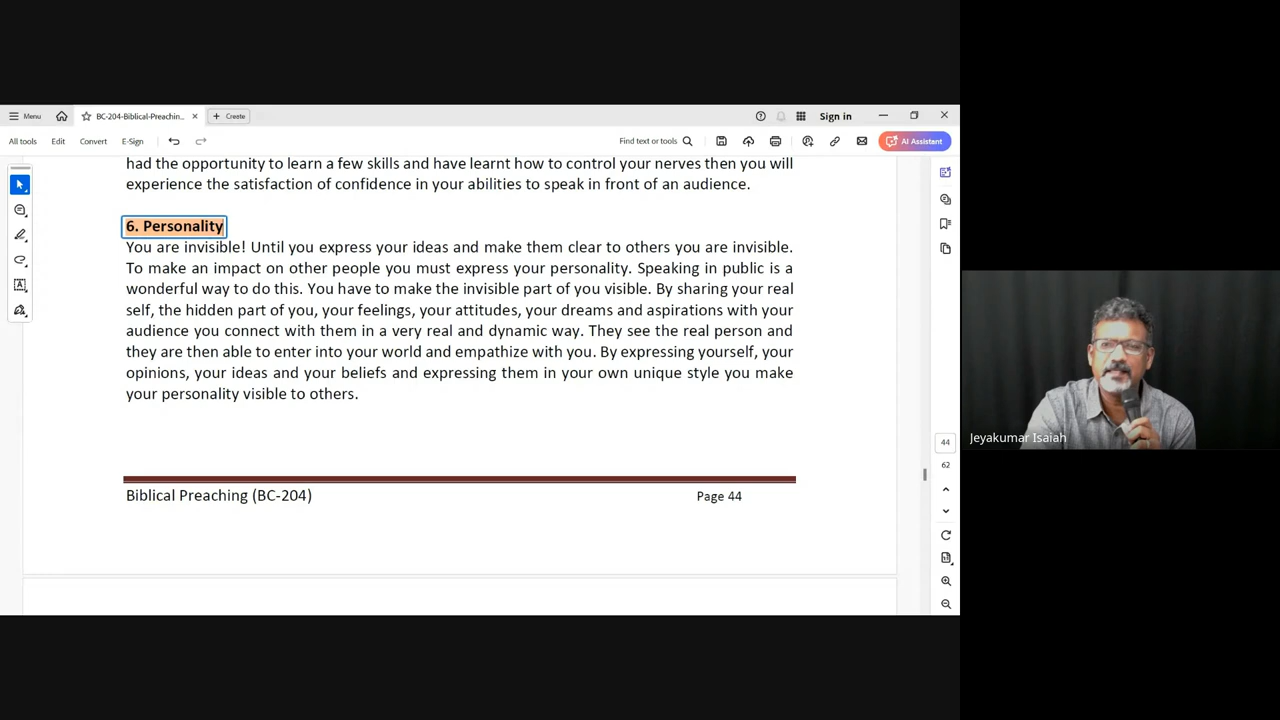 Menu
BC-204-Biblical-Preachin...
Create
Sign in
All tools
Edit
Convert
E-Sign
Find text or tools
AI Assistant
had the opportunity to learn a few skills and have learnt how to control your nerves then you will
experience the satisfaction of confidence in your abilities to speak in front of an audience.
6. Personality
You are invisible! Until you express your ideas and make them clear to others you are invisible.
To make an impact on other people you must express your personality. Speaking in public is a
wonderful way to do this. You have to make the invisible part of you visible. By sharing your real
self, the hidden part of you, your feelings, your attitudes, your dreams and aspirations with your
audience you connect with them in a very real and dynamic way. They see the real person and
they are then able to enter into your world and empathize with you. By expressing yourself, your
opinions, your ideas and your beliefs and expressing them in your own unique style you make
your personality visible to others.
Biblical Preaching (BC-204)
Page 44
44
62
Jeyakumar Isaiah